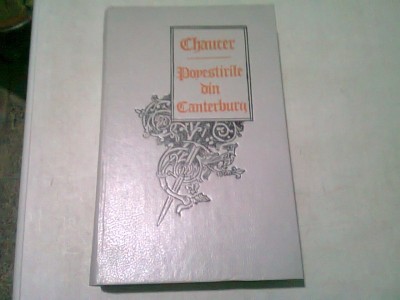 Chaucer
Povestirile
din
Canterbury